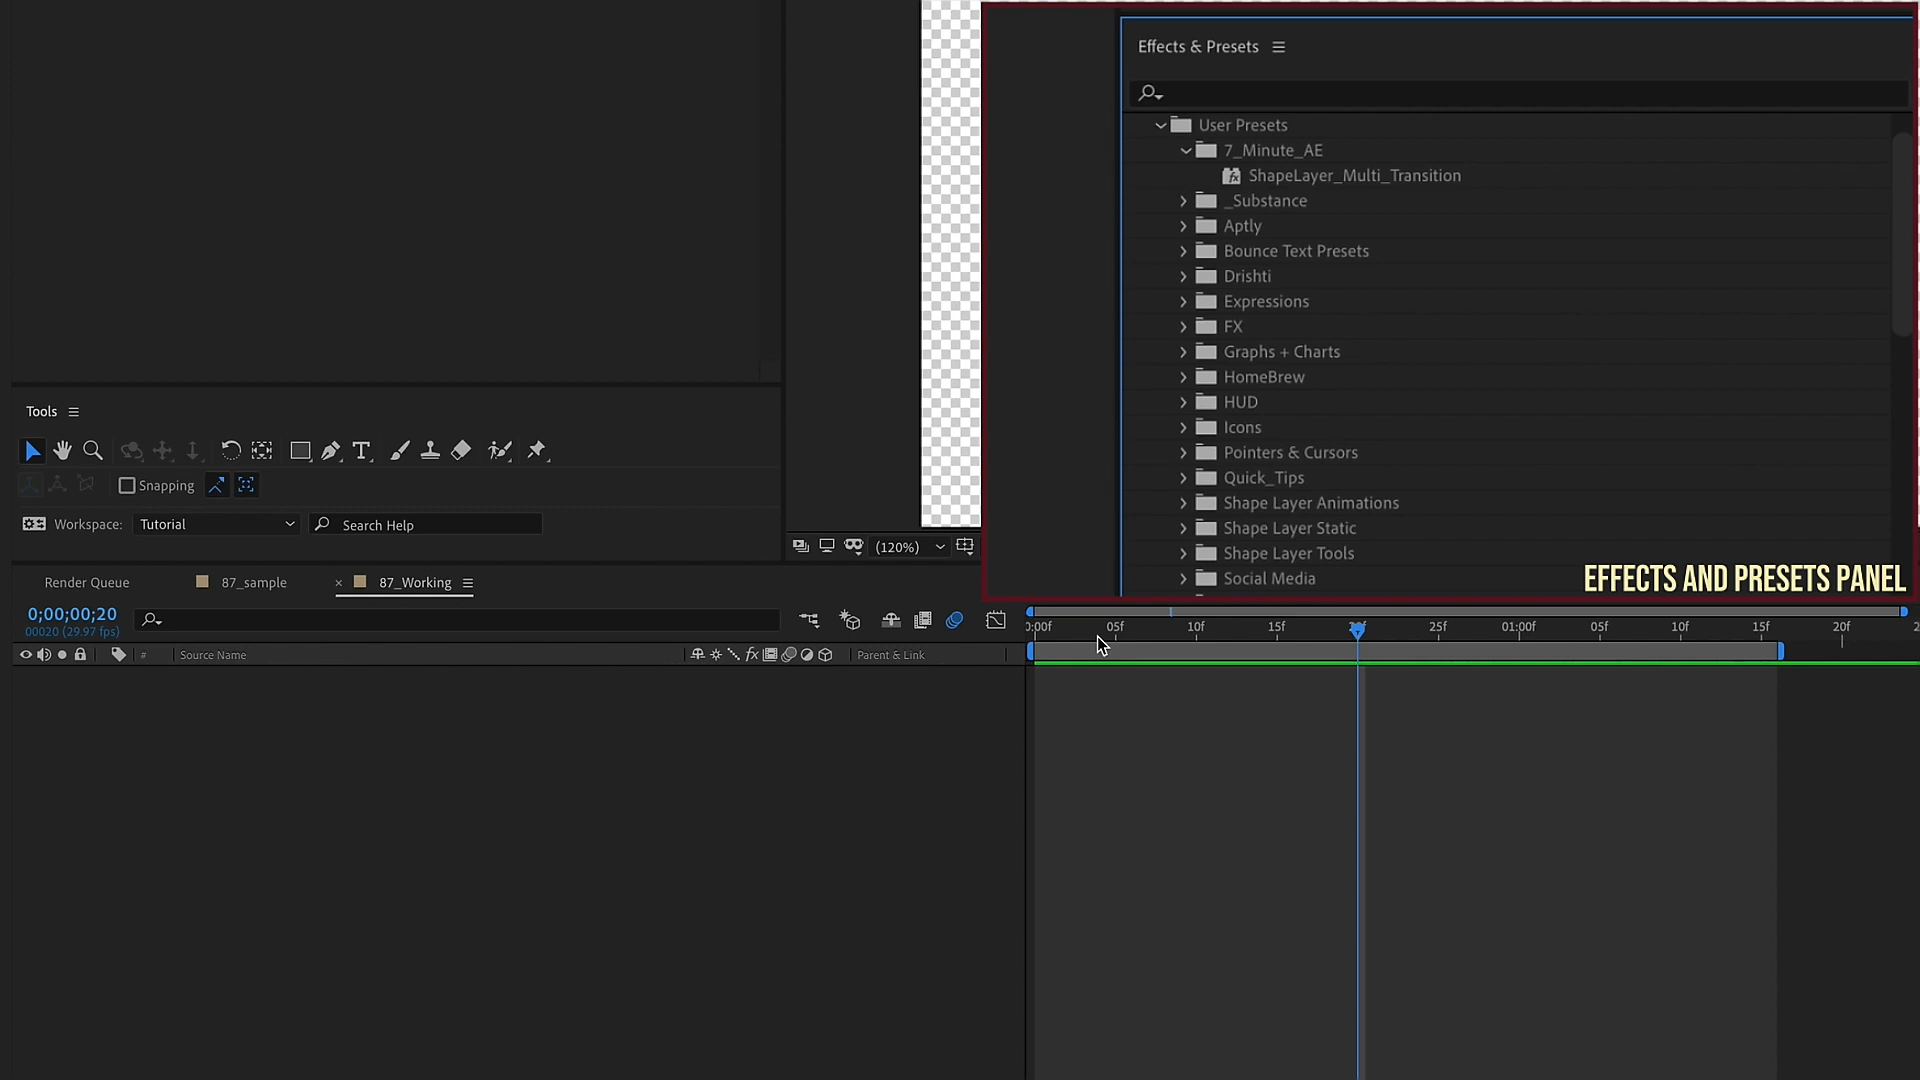 Effects & Presets
User Presets
7_Minute_AE
ShapeLayer_Multi_Transition
_Substance
Aptly
Bounce Text Presets
Drishti
Expressions
FX
Graphs + Charts
HomeBrew
HUD
Icons
Pointers & Cursors
Quick_Tips
Shape Layer Animations
Shape Layer Static
Shape Layer Tools
Social Media
EFFECTS AND PRESETS PANEL
Tools
Snapping
Workspace: Tutorial Search Help
(120%)
Render Queue 87_sample × 87_Working
0;00;00;20
00020 (29.97 fps)
0:00f 05f 10f 15f 25f 01:00f 05f 10f 15f 20f
# Source Name fx Parent & Link